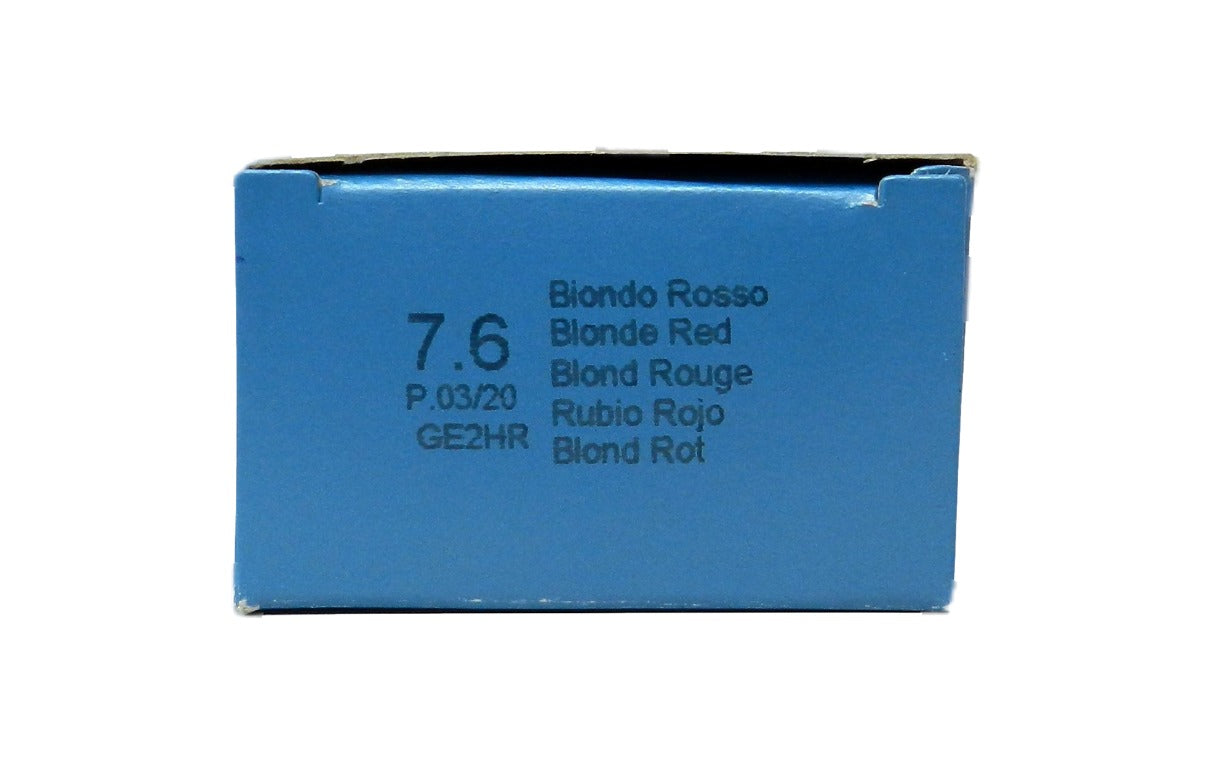 7.6
P.03/20
GE2HR
Biondo Rosso
Blonde Red
Blond Rouge
Rubio Rojo
Blond Rot